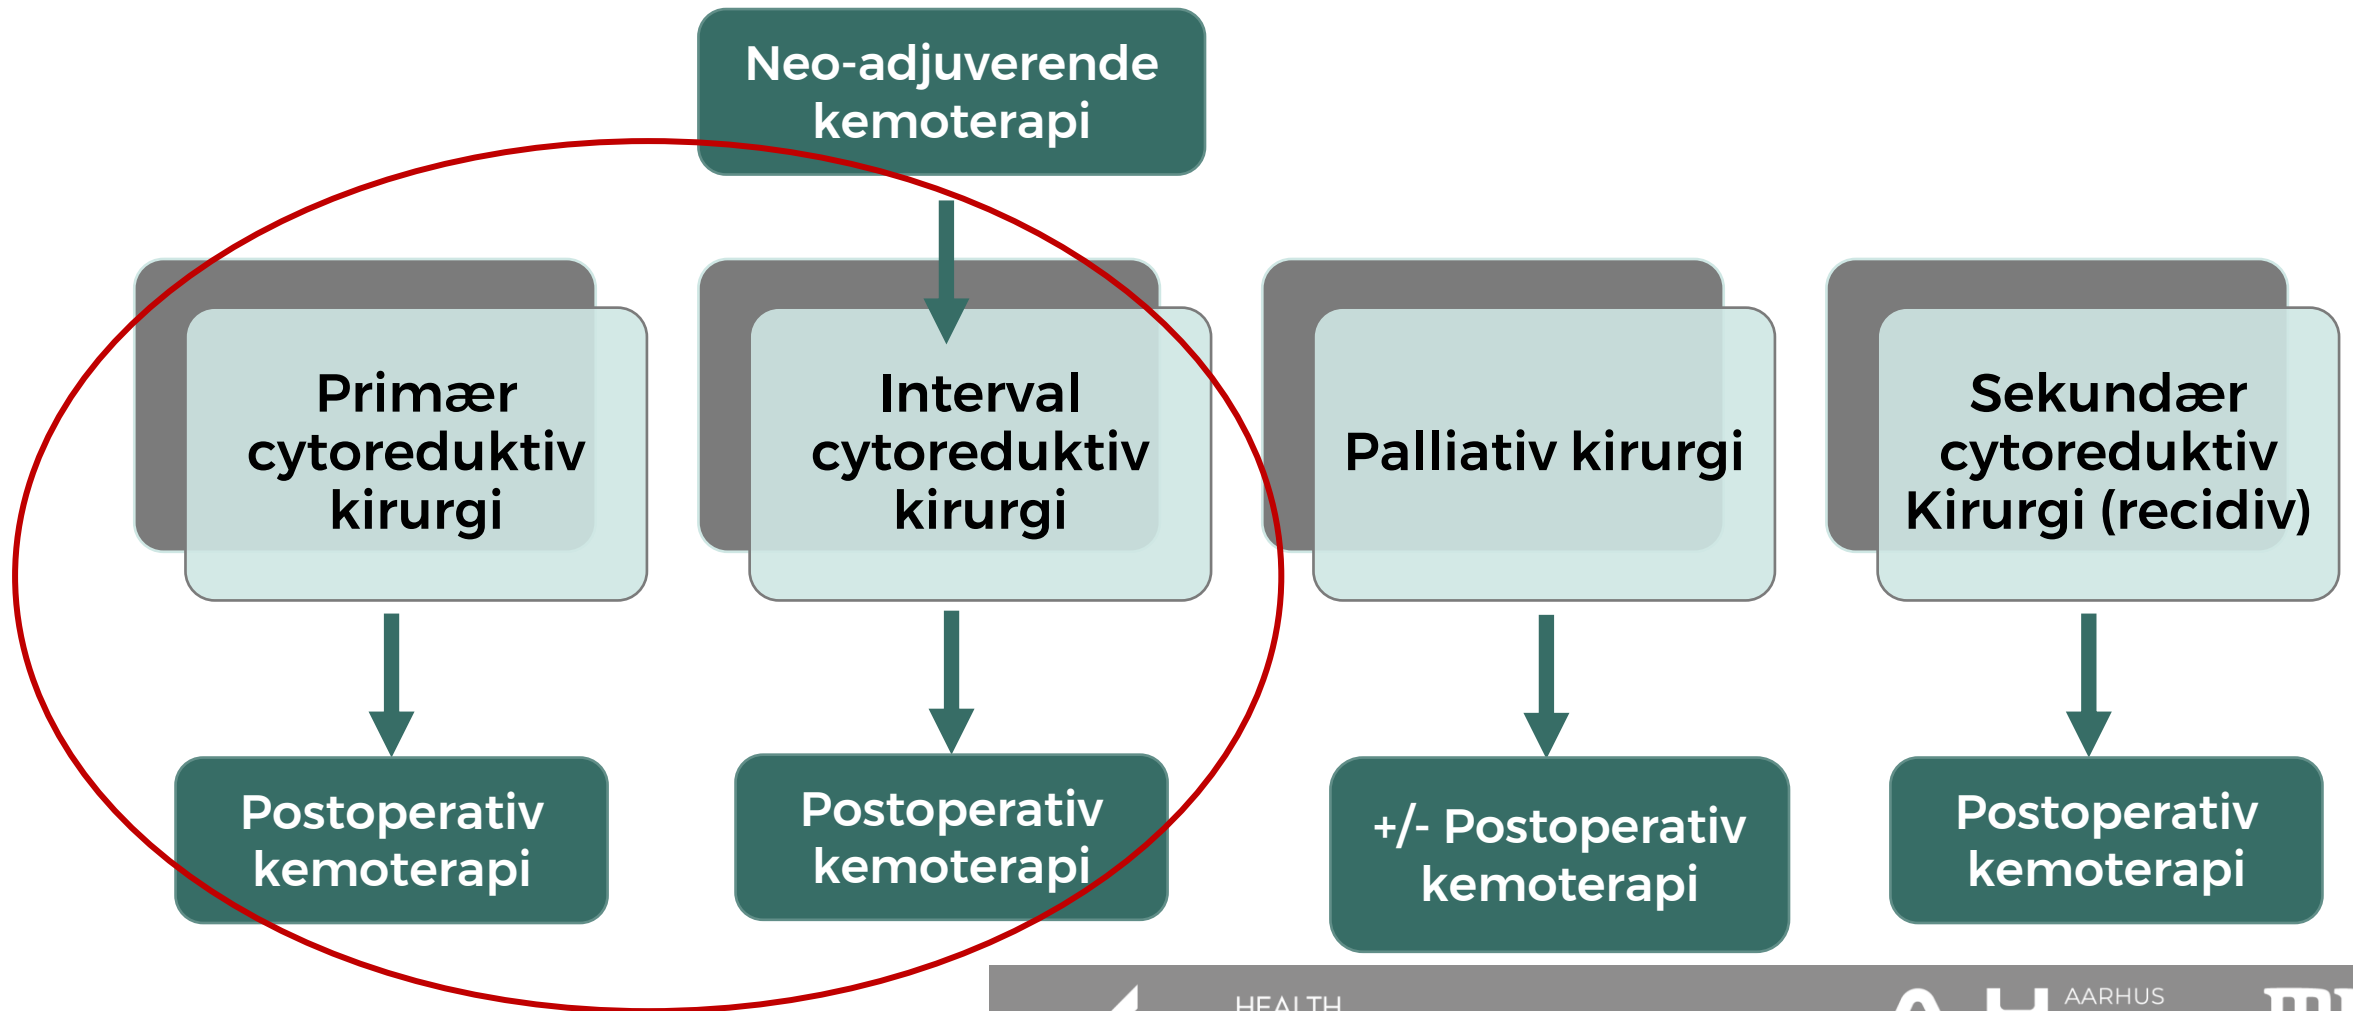 Neo-adjuverende
kemoterapi
Primær
cytoreduktiv
kirurgi
Interval
cytoreduktiv
kirurgi
Palliativ kirurgi
Sekundær
cytoreduktiv
Kirurgi (recidiv)
Postoperativ
kemoterapi
Postoperativ
kemoterapi
+/- Postoperativ
kemoterapi
Postoperativ
kemoterapi
HEALTH
AARHUS